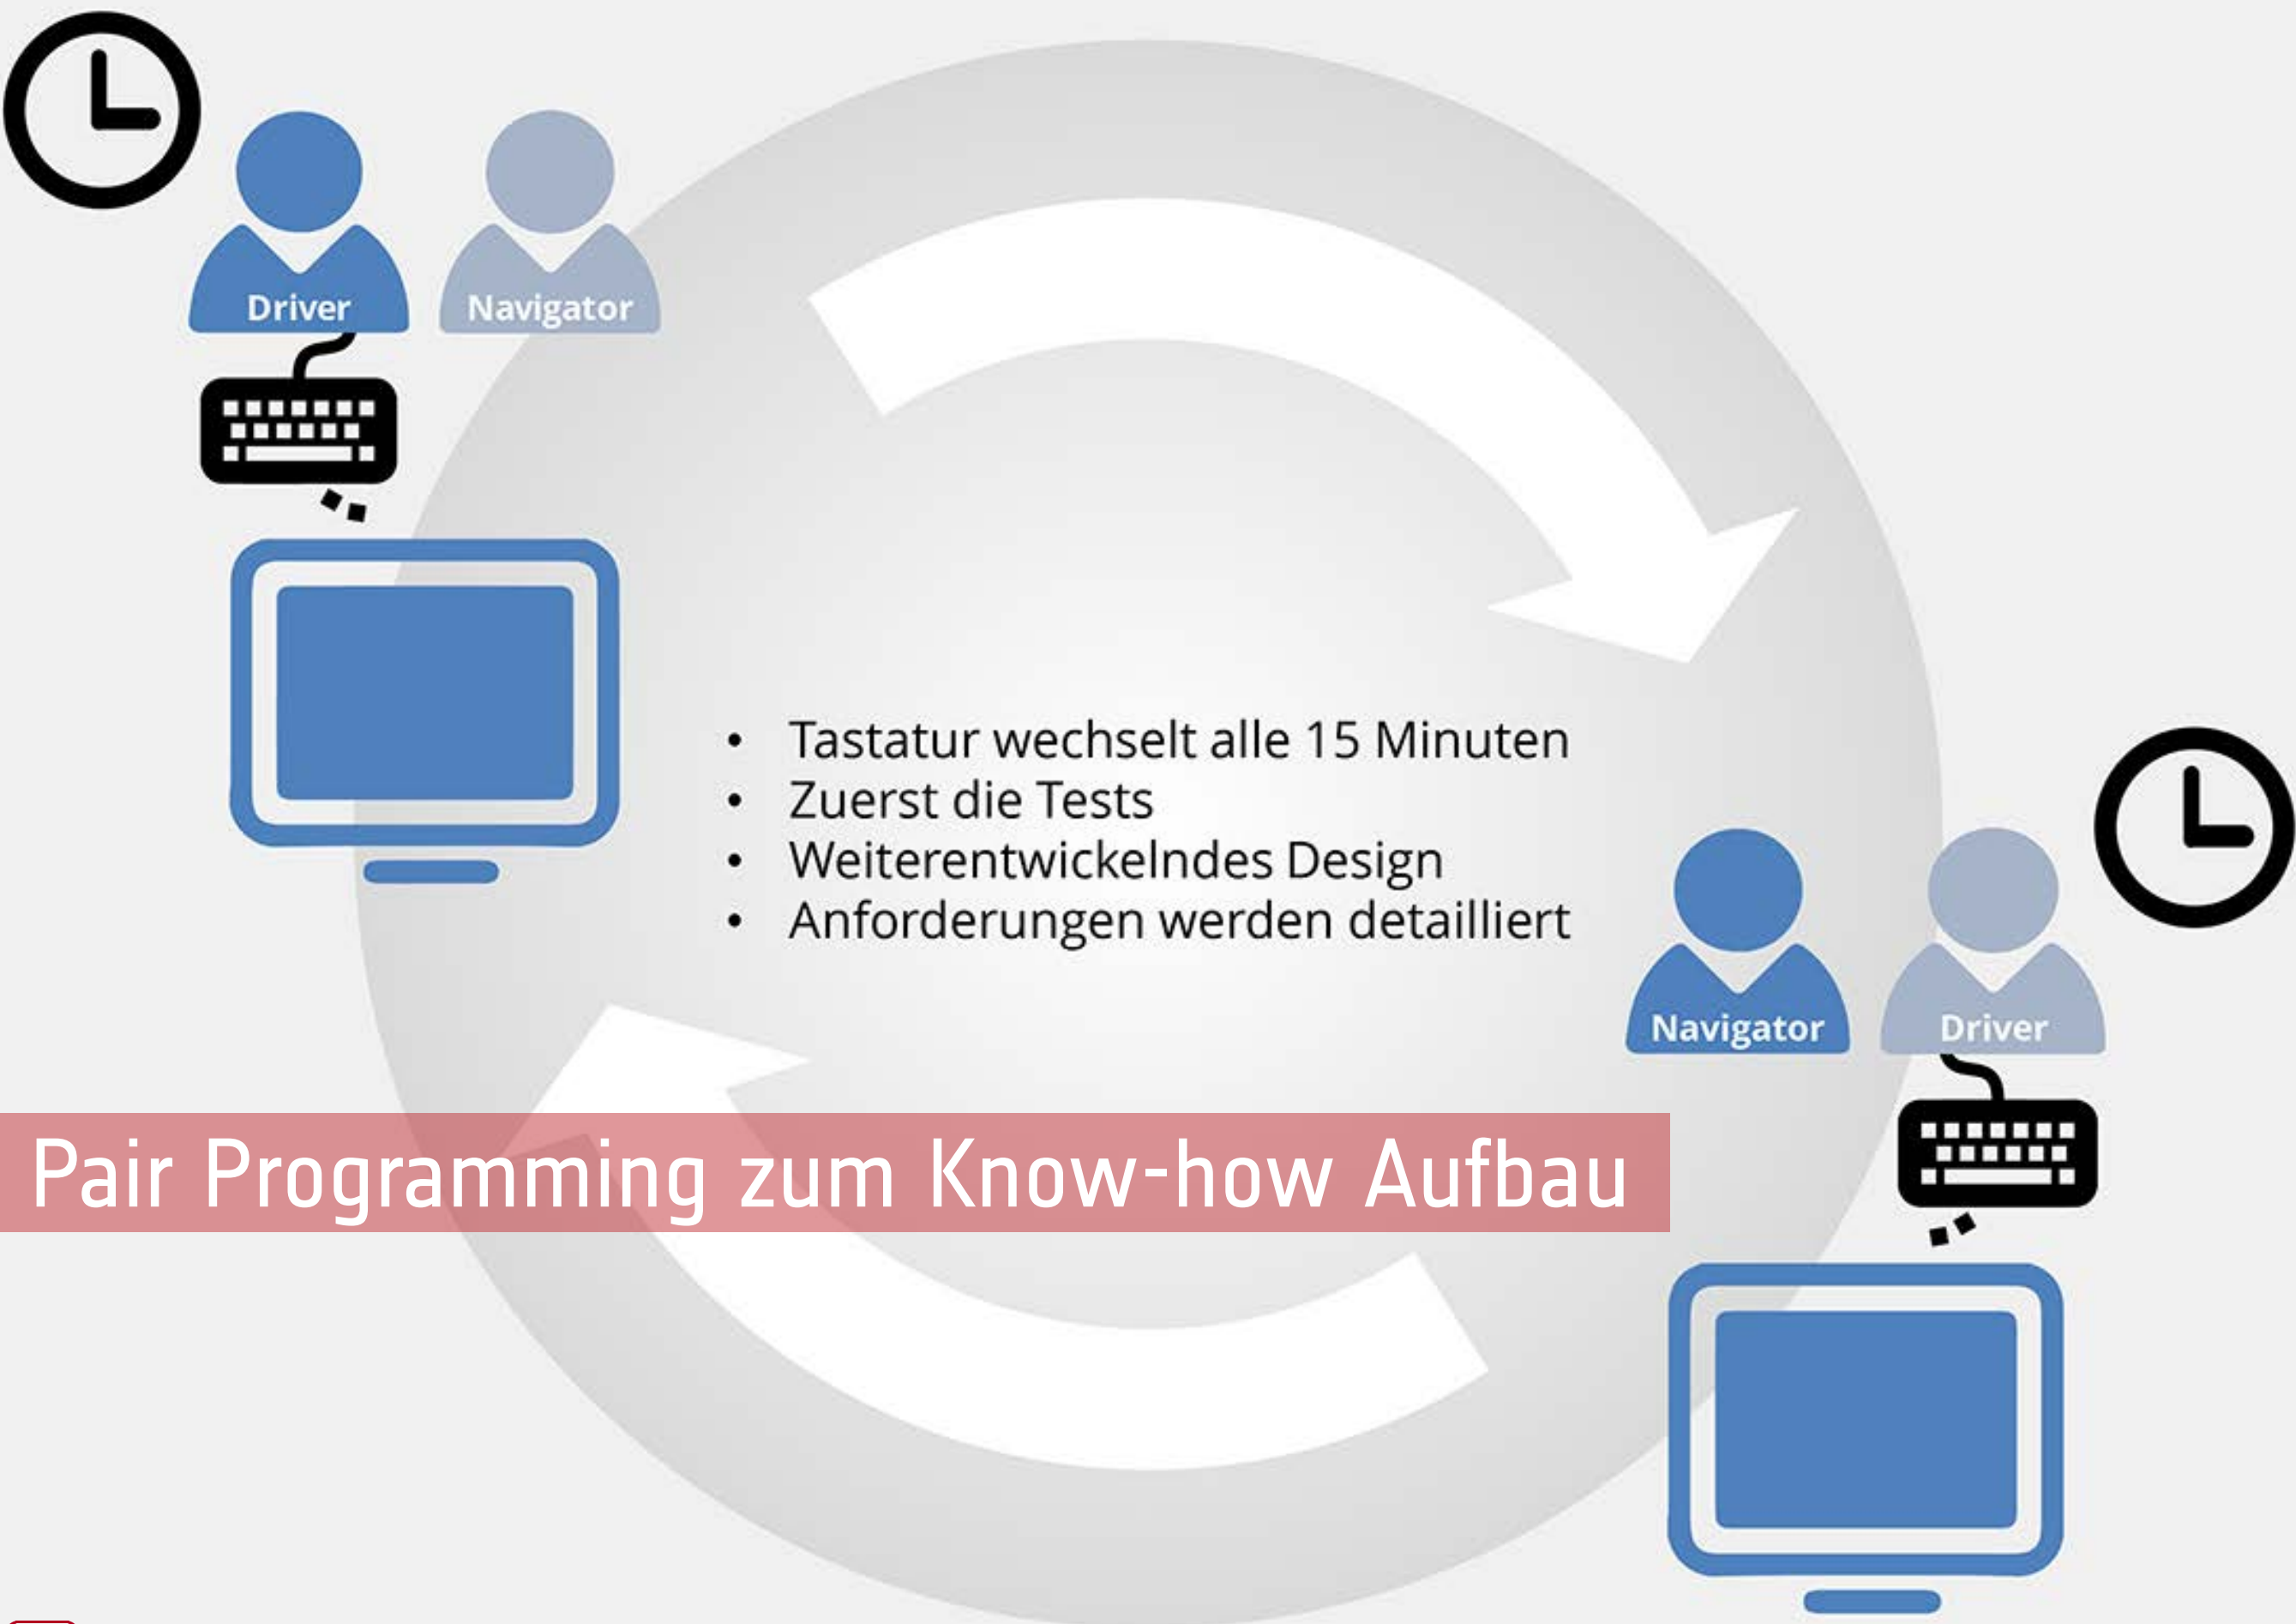 Driver
Navigator
• Tastatur wechselt alle 15 Minuten
• Zuerst die Tests
• Weiterentwickelndes Design
• Anforderungen werden detailliert
Navigator
Driver
Pair Programming zum Know-how Aufbau